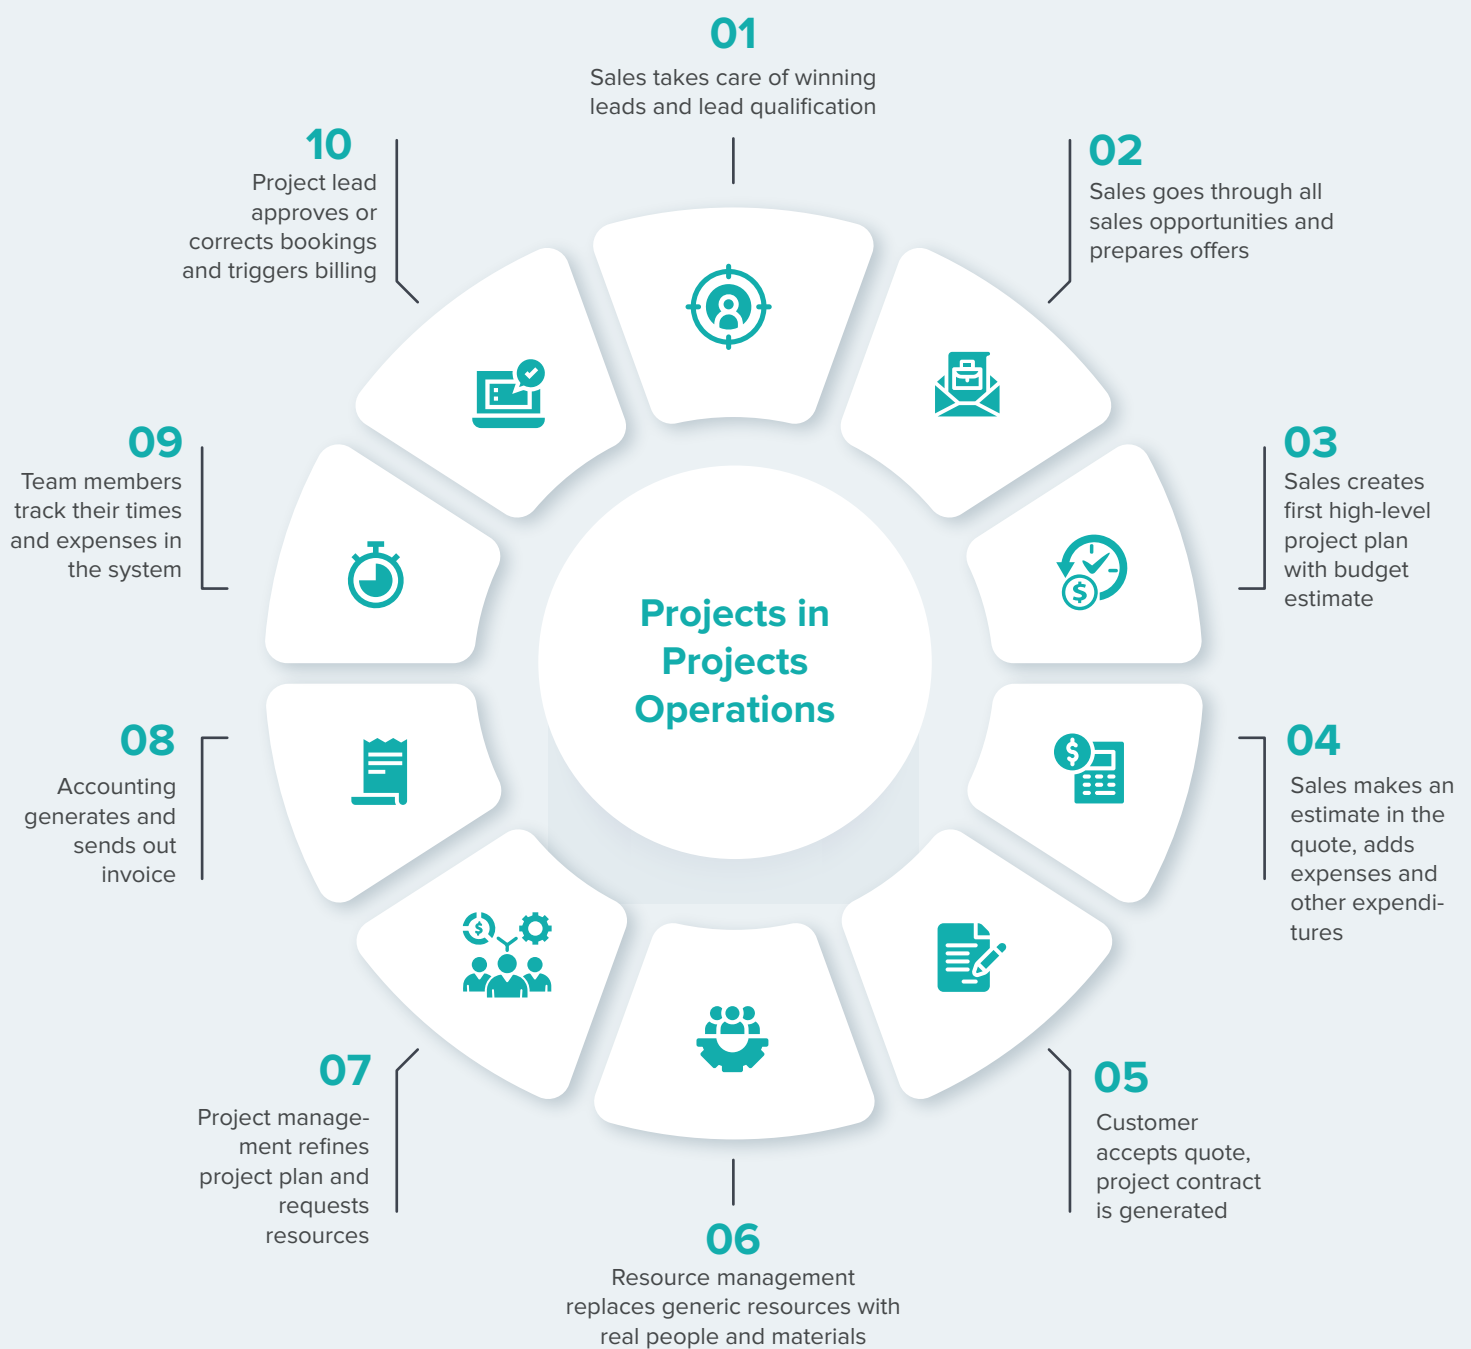 01
Sales takes care of winning
leads and lead qualification
02
Sales goes through all
sales opportunities and
prepares offers
03
Sales creates
first high-level
project plan
with budget
estimate
04
Sales makes an
estimate in the
quote, adds
expenses and
other expendi-
tures
05
Customer
accepts quote,
project contract
is generated
06
Resource management
replaces generic resources with
real people and materials
07
Project manage-
ment refines
project plan and
requests
resources
08
Accounting
generates and
sends out
invoice
09
Team members
track their times
and expenses in
the system
10
Project lead
approves or
corrects bookings
and triggers billing
Projects in
Projects
Operations